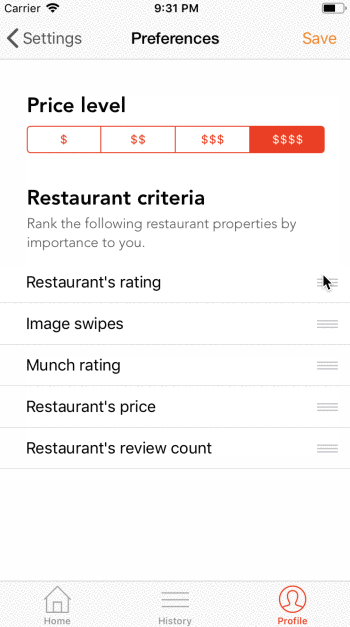 Carrier 9:31 PM
Settings Preferences Save
Price level
$ $$ $$$ $$$$
Restaurant criteria
Rank the following restaurant properties by
importance to you.
Restaurant's rating
Image swipes
Munch rating
Restaurant's price
Restaurant's review count
Home History Profile